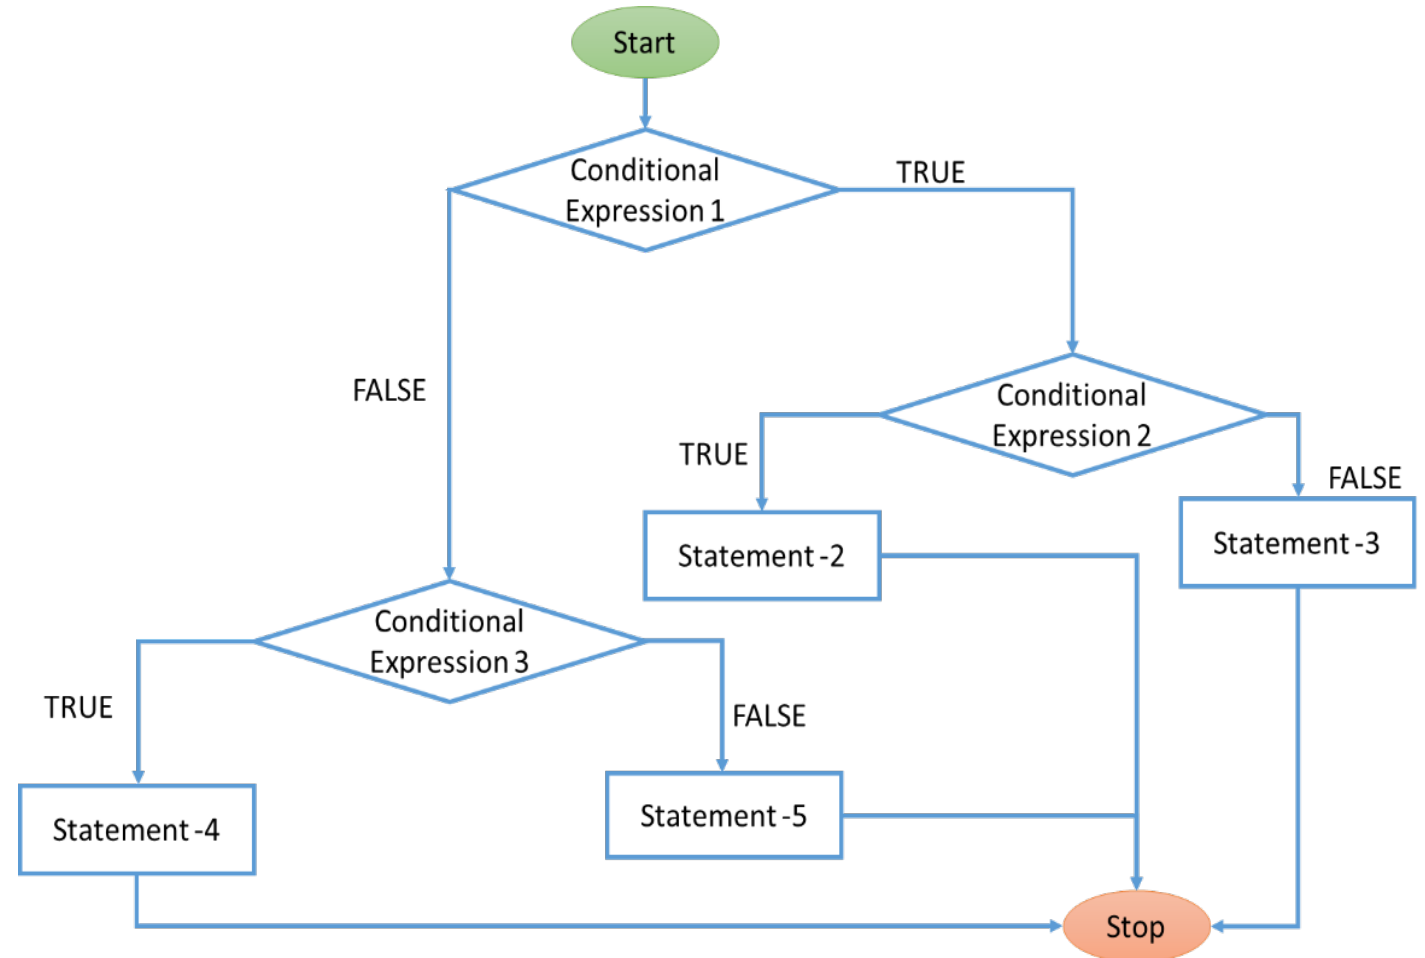 Start
Conditional
Expression 1
TRUE
FALSE
Conditional
Expression 2
TRUE
FALSE
Statement -2
Statement -3
Conditional
Expression 3
TRUE
FALSE
Statement -4
Statement -5
Stop